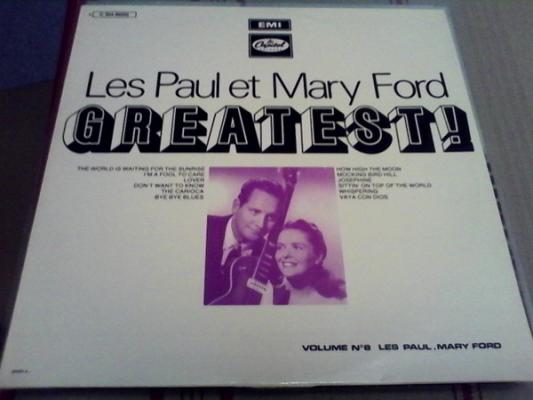 EMI
Capitol
Les Paul et Mary Ford
GREATEST!
THE WORLD IS WAITING FOR THE SUNRISE
I'M A FOOL TO CARE
LOVER
DON'T WANT TO KNOW
THE CARIOCA
BYE BYE BLUES
HOW HIGH THE MOON
MOCKING BIRD HILL
JOSEPHINE
SITTIN' ON TOP OF THE WORLD
WHISPERING
VAYA CON DIOS
VOLUME N°8 LES PAUL, MARY FORD